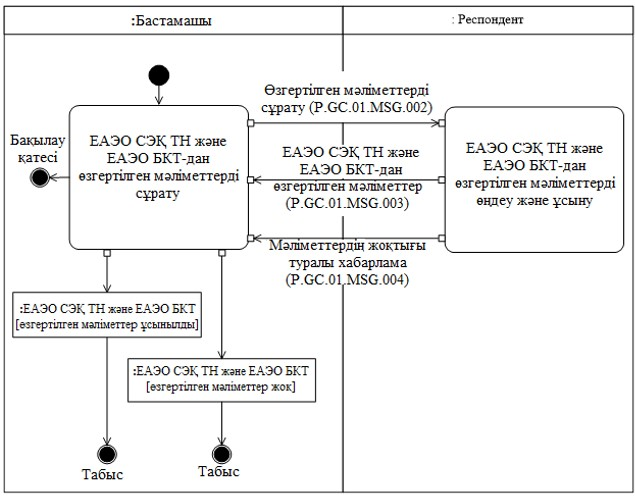 :Бастамашы
: Респондент
Өзгертілген мәліметтерді
сұрату (P.GC.01.MSG.002)
Бақылау
қатесі
ЕАЭО СЭҚ ТН және
ЕАЭО БКТ-дан
өзгертілген мәліметтерді
сұрату
ЕАЭО СЭҚ ТН және
ЕАЭО БКТ-дан
өзгертілген мәліметтер
(P.GC.01.MSG.003)
ЕАЭО СЭҚ ТН және
ЕАЭО БКТ-дан
өзгертілген мәліметтерді
өңдеу және ұсыну
Мәліметтердің жоқтығы
туралы хабарлама
(P.GC.01.MSG.004)
:ЕАЭО СЭҚ ТН және ЕАЭО БКТ
[өзгертілген мәліметтер ұсынылды]
:ЕАЭО СЭҚ ТН және ЕАЭО БКТ
[өзгертілген мәліметтер жоқ]
Табыс
Табыс